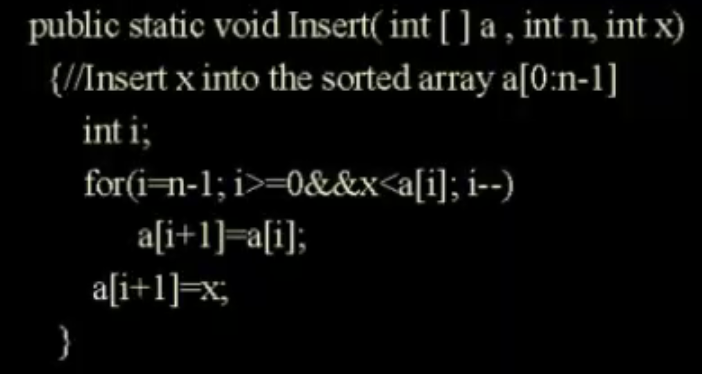 public static void Insert( int [ ] a , int n, int x)
{//Insert x into the sorted array a[0:n-1]
int i;
for(i=n-1; i>=0&&x<a[i]; i--)
a[i+1]=a[i];
a[i+1]=x;
}